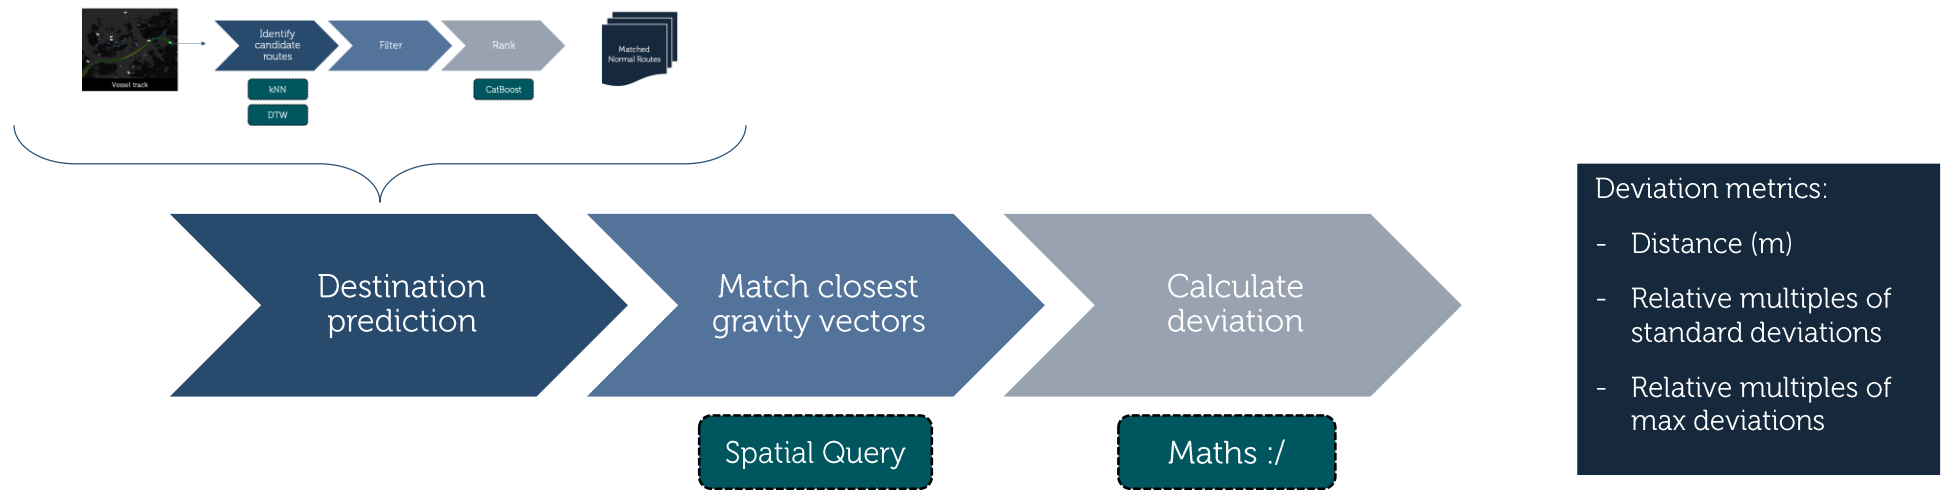 Vessel track
Identify
candidate
routes
Filter
Rank
Matched
Normal Routes
kNN
DTW
CatBoost
Destination
prediction
Match closest
gravity vectors
Calculate
deviation
Spatial Query
Maths :/
Deviation metrics:
- Distance (m)
- Relative multiples of
standard deviations
- Relative multiples of
max deviations